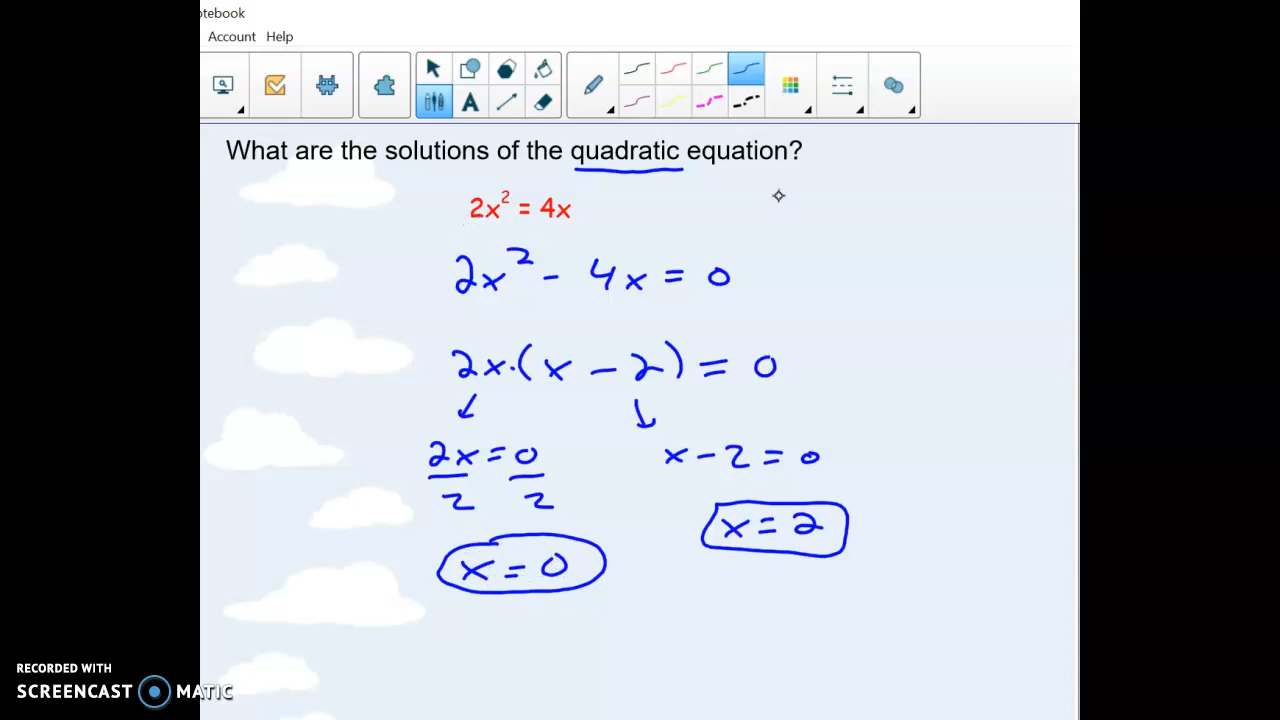 otebook
Account Help
A
What are the solutions of the quadratic equation?
2x² = 4x
2x² - 4x = 0
2x·(x - 2) = 0
2x = 0 x - 2 = 0
2 2
x = 2
x = 0
RECORDED WITH
SCREENCAST MATIC